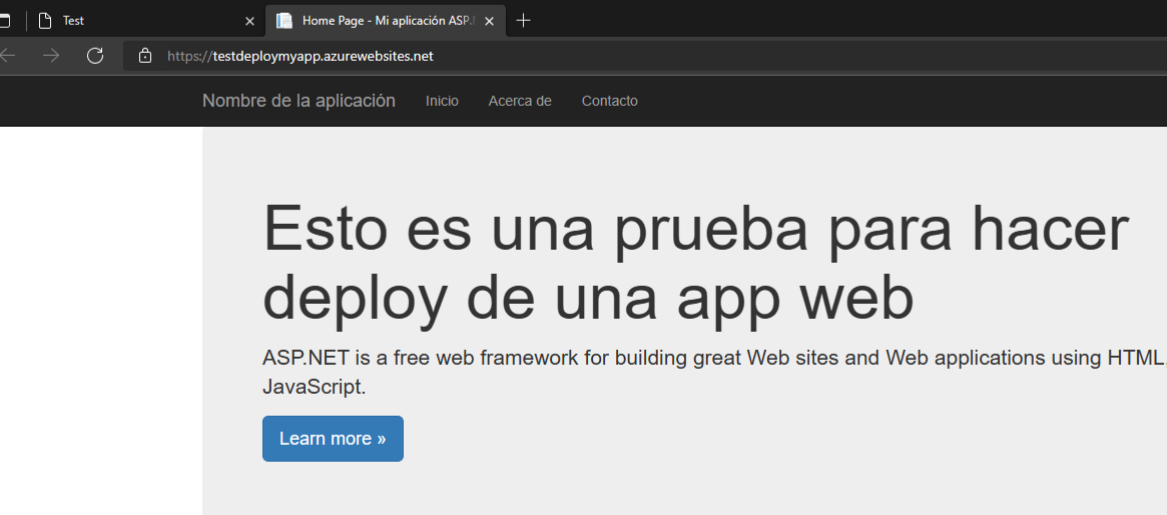 Test
Home Page - Mi aplicación ASP.
https://testdeploymyapp.azurewebsites.net
Nombre de la aplicación Inicio Acerca de Contacto
Esto es una prueba para hacer
deploy de una app web
ASP.NET is a free web framework for building great Web sites and Web applications using HTML,
JavaScript.
Learn more »